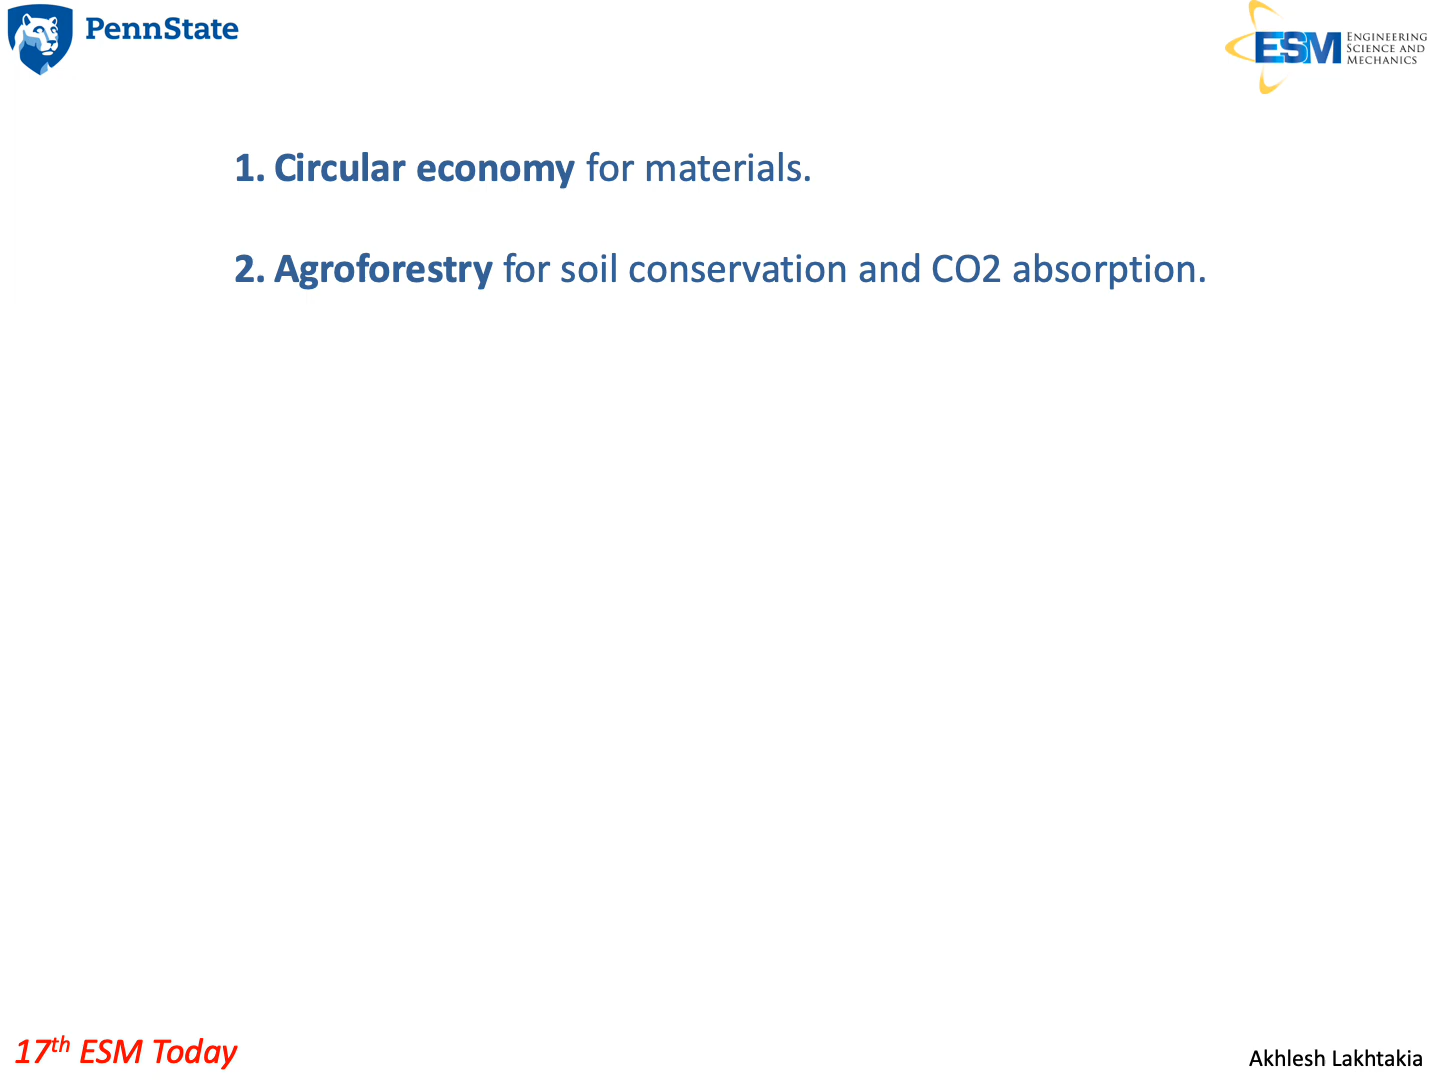 PennState
ESM
ENGINEERING
SCIENCE AND
MECHANICS
1. Circular economy for materials.
2. Agroforestry for soil conservation and CO2 absorption.
17th ESM Today
Akhlesh Lakhtakia